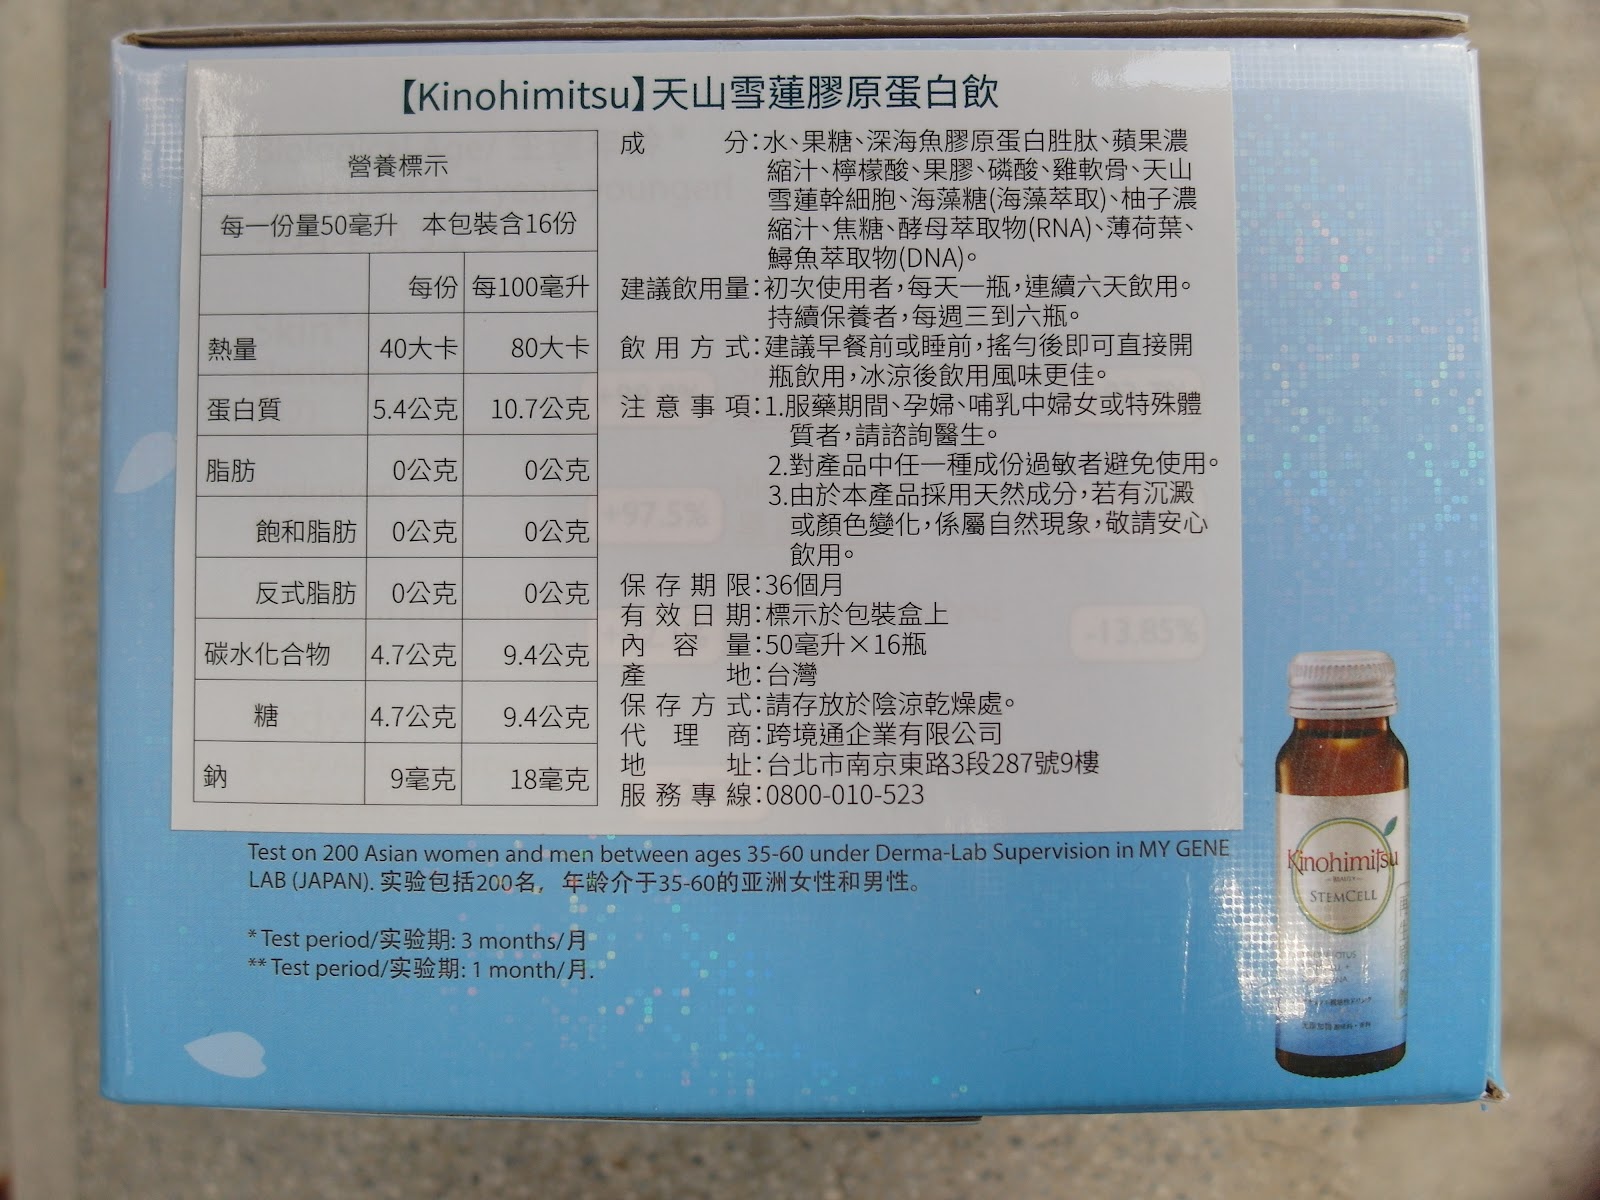 【Kinohimitsu】天山雪蓮膠原蛋白飲
營養標示
每一份量50毫升 本包裝含16份
每份 每100毫升
熱量 40大卡 80大卡
蛋白質 5.4公克 10.7公克
脂肪 0公克 0公克
飽和脂肪 0公克 0公克
反式脂肪 0公克 0公克
碳水化合物 4.7公克 9.4公克
糖 4.7公克 9.4公克
鈉 9毫克 18毫克
成分:水、果糖、深海魚膠原蛋白胜肽、蘋果濃
縮汁、檸檬酸、果膠、磷酸、雞軟骨、天山
雪蓮幹細胞、海藻糖(海藻萃取)、柚子濃
縮汁、焦糖、酵母萃取物(RNA)、薄荷葉、
鱘魚萃取物(DNA)。
建議飲用量:初次使用者,每天一瓶,連續六天飲用。
持續保養者,每週三到六瓶。
飲用方式:建議早餐前或睡前,搖勻後即可直接開
瓶飲用,冰涼後飲用風味更佳。
注意事項:1.服藥期間、孕婦、哺乳中婦女或特殊體
質者,請諮詢醫生。
2.對產品中任一種成份過敏者避免使用。
3.由於本產品採用天然成分,若有沉澱
或顏色變化,係屬自然現象,敬請安心
飲用。
保存期限:36個月
有效日期:標示於包裝盒上
內容量:50毫升×16瓶
產地:台灣
保存方式:請存放於陰涼乾燥處。
代理商:跨境通企業有限公司
地址:台北市南京東路3段287號9樓
服務專線:0800-010-523
+97.5%
-13.85%
Test on 200 Asian women and men between ages 35-60 under Derma-Lab Supervision in MY GENE
LAB (JAPAN). 实验包括200名，年龄介于35-60的亚洲女性和男性。
* Test period/实验期: 3 months/月
** Test period/实验期: 1 month/月.
Kinohimitsu
BEAUTY
STEMCELL